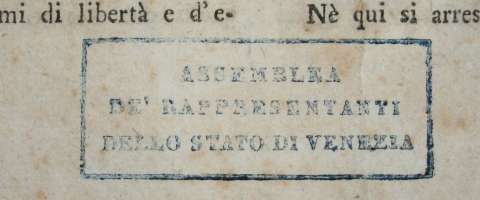 mi di libertà e d'e- Nè qui si arres
ASSEMBLEA
DE' RAPPRESENTANTI
DELLO STATO DI VENEZIA